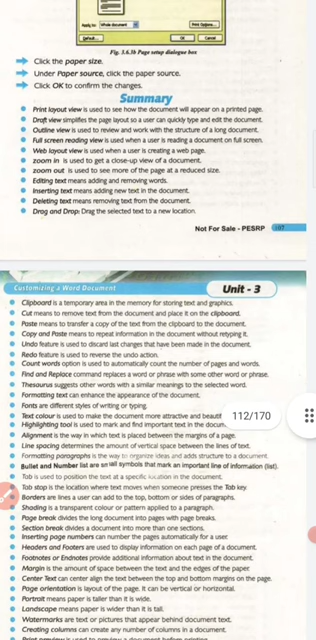 Apply to: Whole document
Print Options...
Default...
OK
Cancel
Fig. 3.6.3b Page setup dialogue box
Click the paper size.
Under Paper source, click the paper source.
Click OK to confirm the changes.
Summary
Print layout view is used to see how the document will appear on a printed page.
Draft view simplifies the page layout so a user can quickly type and edit the document.
Outline view is used to review and work with the structure of a long document.
Full screen reading view is used when a user is reading a document on full screen.
Web layout view is used when a user is creating a web page.
zoom in is used to get a close-up view of a document.
zoom out is used to see more of the page at a reduced size.
Editing text means adding and removing words.
Inserting text means adding new text in the document.
Deleting text means removing text from the document.
Drag and Drop: Drag the selected text to a new location.
Not For Sale - PESRP 107
Customizing a Word Document
Unit - 3
Clipboard is a temporary area in the memory for storing text and graphics.
Cut means to remove text from the document and place it on the clipboard.
Paste means to transfer a copy of the text from the clipboard to the document.
Copy and Paste means to repeat information in the document without retyping it.
Undo feature is used to discard last changes that have been made in the document.
Redo feature is used to reverse the undo action.
Count words option is used to automatically count the number of pages and words.
Find and Replace command replaces a word or phrase with some other word or phrase.
Thesaurus suggests other words with a similar meanings to the selected word.
Formatting text can enhance the appearance of the document.
Fonts are different styles of writing or typing.
Text colour is used to make the document more attractive and beautif
112/170
Highlighting tool is used to mark and find important text in the docum
Alignment is the way in which text is placed between the margins of a page.
Line spacing determines the amount of vertical space between the lines of text.
Formatting paragraphs is the way to organize ideas and adds structure to a document.
Bullet and Number list are small symbols that mark an important line of information (list).
Tab is used to position the text at a specific location in the document.
Tab stop is the location where text moves when someone presses the Tab key.
Borders are lines a user can add to the top, bottom or sides of paragraphs.
Shading is a transparent colour or pattern applied to a paragraph.
Page break divides the long document into pages with page breaks.
Section break divides a document into more than one sections.
Inserting page numbers can number the pages automatically for a user.
Headers and Footers are used to display information on each page of a document.
Footnotes or Endnotes provide additional information about text in the document.
Margin is the amount of space between the text and the edges of the paper.
Center Text can center align the text between the top and bottom margins on the page.
Page orientation is layout of the page. It can be vertical or horizontal.
Portrait means paper is taller than it is wide.
Landscape means paper is wider than it is tall.
Watermarks are text or pictures that appear behind document text.
Creating columns can create any number of columns in a document.